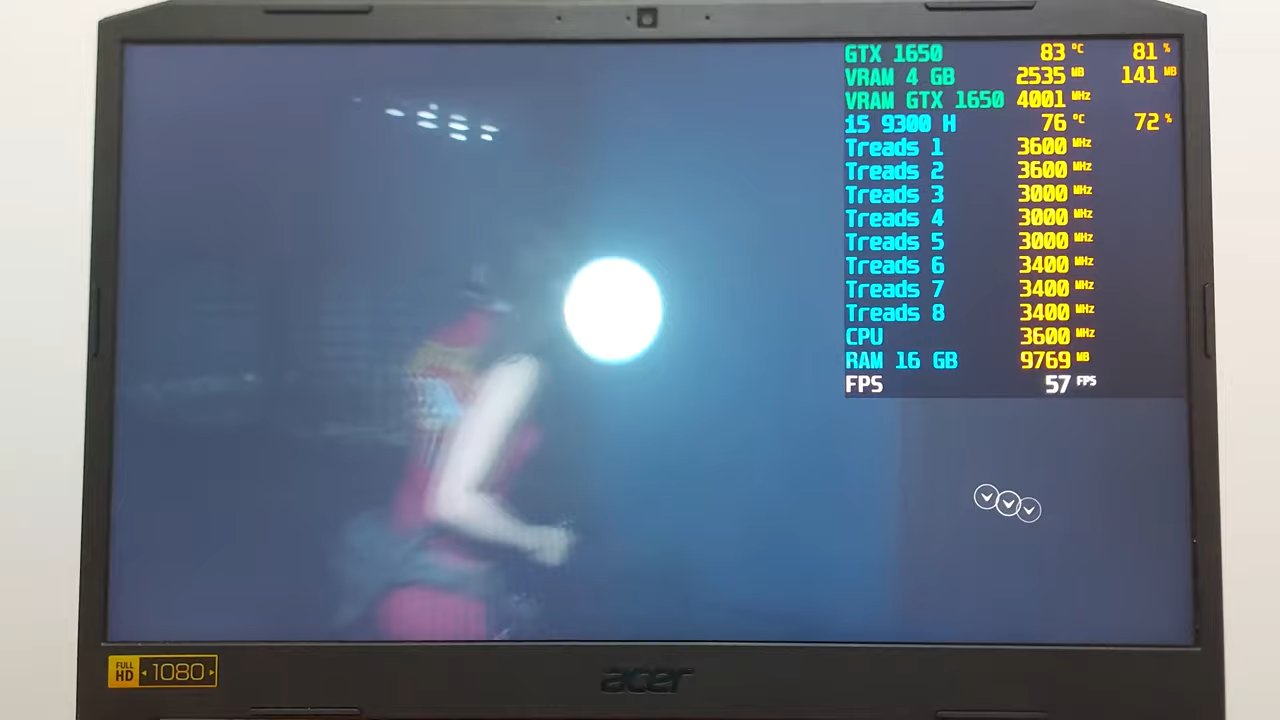 GTX 1650 83 °C 81 %
VRAM 4 GB 2535 MB 141 MB
VRAM GTX 1650 4001 MHz
i5 9300 H 76 °C 72 %
Treads 1 3600 MHz
Treads 2 3600 MHz
Treads 3 3000 MHz
Treads 4 3000 MHz
Treads 5 3000 MHz
Treads 6 3400 MHz
Treads 7 3400 MHz
Treads 8 3400 MHz
CPU 3600 MHz
RAM 16 GB 9769 MB
FPS 57 FPS
FULL HD 1080
acer